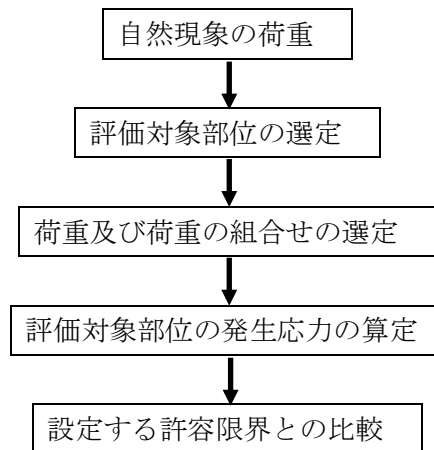 自然現象の荷重
評価対象部位の選定
荷重及び荷重の組合せの選定
評価対象部位の発生応力の算定
設定する許容限界との比較